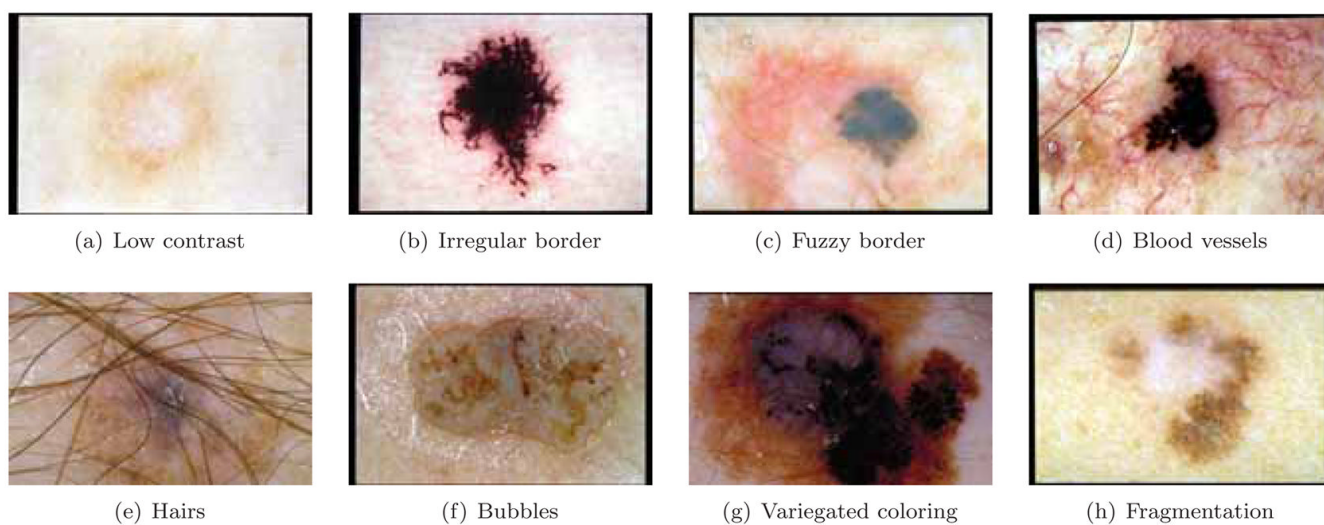 (a) Low contrast
(b) Irregular border
(c) Fuzzy border
(d) Blood vessels
(e) Hairs
(f) Bubbles
(g) Variegated coloring
(h) Fragmentation